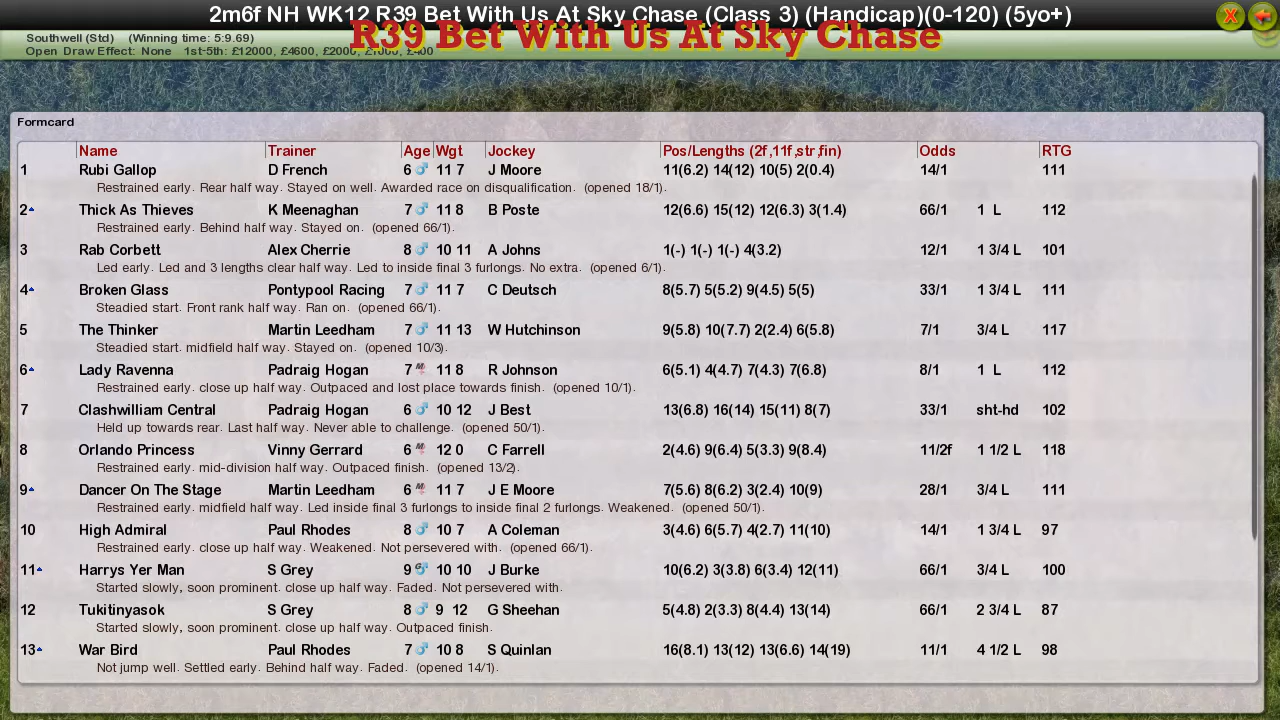 2m6f NH WK12 R39 Bet With Us At Sky Chase (Class 3) (Handicap)(0-120) (5yo+)
R39 Bet With Us At Sky Chase
Southwell (Std) (Winning time: 5:9.69)
Open Draw Effect: None 1st-5th: £12000, £4600, £2000, £1000, £400
Formcard
Name Trainer Age Wgt Jockey Pos/Lengths (2f,11f,str,fin) Odds RTG
1 Rubi Gallop D French 6 11 7 J Moore 11(6.2) 14(12) 10(5) 2(0.4) 14/1 111
Restrained early. Rear half way. Stayed on well. Awarded race on disqualification. (opened 18/1).
2 Thick As Thieves K Meenaghan 7 11 8 B Poste 12(6.6) 15(12) 12(6.3) 3(1.4) 66/1 1 L 112
Restrained early. Behind half way. Stayed on. (opened 66/1).
3 Rab Corbett Alex Cherrie 8 10 11 A Johns 1(-) 1(-) 1(-) 4(3.2) 12/1 1 3/4 L 101
Led early. Led and 3 lengths clear half way. Led to inside final 3 furlongs. No extra. (opened 6/1).
4 Broken Glass Pontypool Racing 7 11 7 C Deutsch 8(5.7) 5(5.2) 9(4.5) 5(5) 33/1 1 3/4 L 111
Steadied start. Front rank half way. Ran on. (opened 66/1).
5 The Thinker Martin Leedham 7 11 13 W Hutchinson 9(5.8) 10(7.7) 2(2.4) 6(5.8) 7/1 3/4 L 117
Steadied start. midfield half way. Stayed on. (opened 10/3).
6 Lady Ravenna Padraig Hogan 7 11 8 R Johnson 6(5.1) 4(4.7) 7(4.3) 7(6.8) 8/1 1 L 112
Restrained early. close up half way. Outpaced and lost place towards finish. (opened 10/1).
7 Clashwilliam Central Padraig Hogan 6 10 12 J Best 13(6.8) 16(14) 15(11) 8(7) 33/1 sht-hd 102
Held up towards rear. Last half way. Never able to challenge. (opened 50/1).
8 Orlando Princess Vinny Gerrard 6 12 0 C Farrell 2(4.6) 9(6.4) 5(3.3) 9(8.4) 11/2f 1 1/2 L 118
Restrained early. mid-division half way. Outpaced finish. (opened 13/2).
9 Dancer On The Stage Martin Leedham 6 11 7 J E Moore 7(5.6) 8(6.2) 3(2.4) 10(9) 28/1 3/4 L 111
Restrained early. midfield half way. Led inside final 3 furlongs to inside final 2 furlongs. Weakened. (opened 50/1).
10 High Admiral Paul Rhodes 8 10 7 A Coleman 3(4.6) 6(5.7) 4(2.7) 11(10) 14/1 1 3/4 L 97
Restrained early. close up half way. Weakened. Not persevered with. (opened 66/1).
11 Harrys Yer Man S Grey 9 10 10 J Burke 10(6.2) 3(3.8) 6(3.4) 12(11) 66/1 3/4 L 100
Started slowly, soon prominent. close up half way. Faded. Not persevered with.
12 Tukitinyasok S Grey 8 9 12 G Sheehan 5(4.8) 2(3.3) 8(4.4) 13(14) 66/1 2 3/4 L 87
Started slowly, soon prominent. close up half way. Outpaced finish.
13 War Bird Paul Rhodes 7 10 8 S Quinlan 16(8.1) 13(12) 13(6.6) 14(19) 11/1 4 1/2 L 98
Not jump well. Settled early. Behind half way. Faded. (opened 14/1).